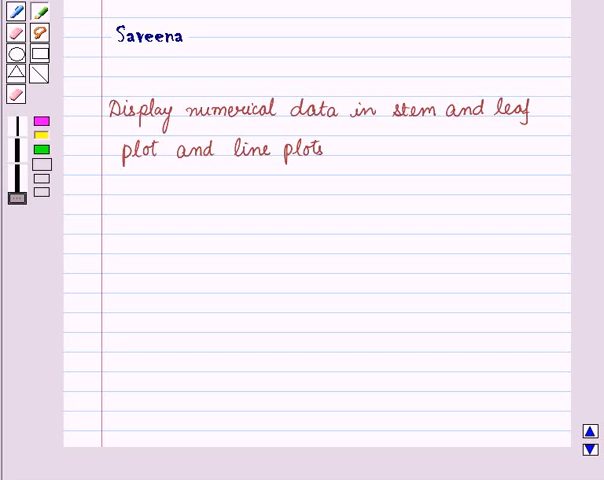 Saveena
Display numerical data in stem and leaf
plot and line plots